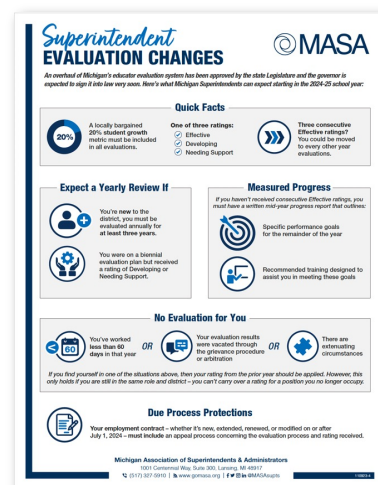 Superintendent
EVALUATION CHANGES
MASA
An overhaul of Michigan's educator evaluation system has been approved by the state Legislature and the governor is
expected to sign it into law very soon. Here's what Michigan Superintendents can expect starting in the 2024-25 school year:
Quick Facts
20%
A locally bargained
20% student growth
metric must be included
in all evaluations.
One of three ratings:
Effective
Developing
Needing Support
Three consecutive
Effective ratings?
You could be moved
to every other year
evaluations.
Expect a Yearly Review If
You're new to the
district, you must be
evaluated annually for
at least three years.
You were on a biennial
evaluation plan but received
a rating of Developing or
Needing Support.
Measured Progress
If you haven't received consecutive Effective ratings, you
must have a written mid-year progress report that outlines:
Specific performance goals
for the remainder of the year
Recommended training designed to
assist you in meeting these goals
No Evaluation for You
< 60
You've worked
less than 60
days in that year
OR
Your evaluation results
were vacated through
the grievance procedure
or arbitration
OR
There are
extenuating
circumstances
If you find yourself in one of the situations above, then your rating from the prior year should be applied. However, this
only holds if you are still in the same role and district – you can't carry over a rating for a position you no longer occupy.
Due Process Protections
Your employment contract – whether it's new, extended, renewed, or modified on or after
July 1, 2024 – must include an appeal process concerning the evaluation process and rating received.
Michigan Association of Superintendents & Administrators
1001 Centennial Way, Suite 300, Lansing, MI 48917
(517) 327-5910 | www.gomasa.org | @MASAsupts